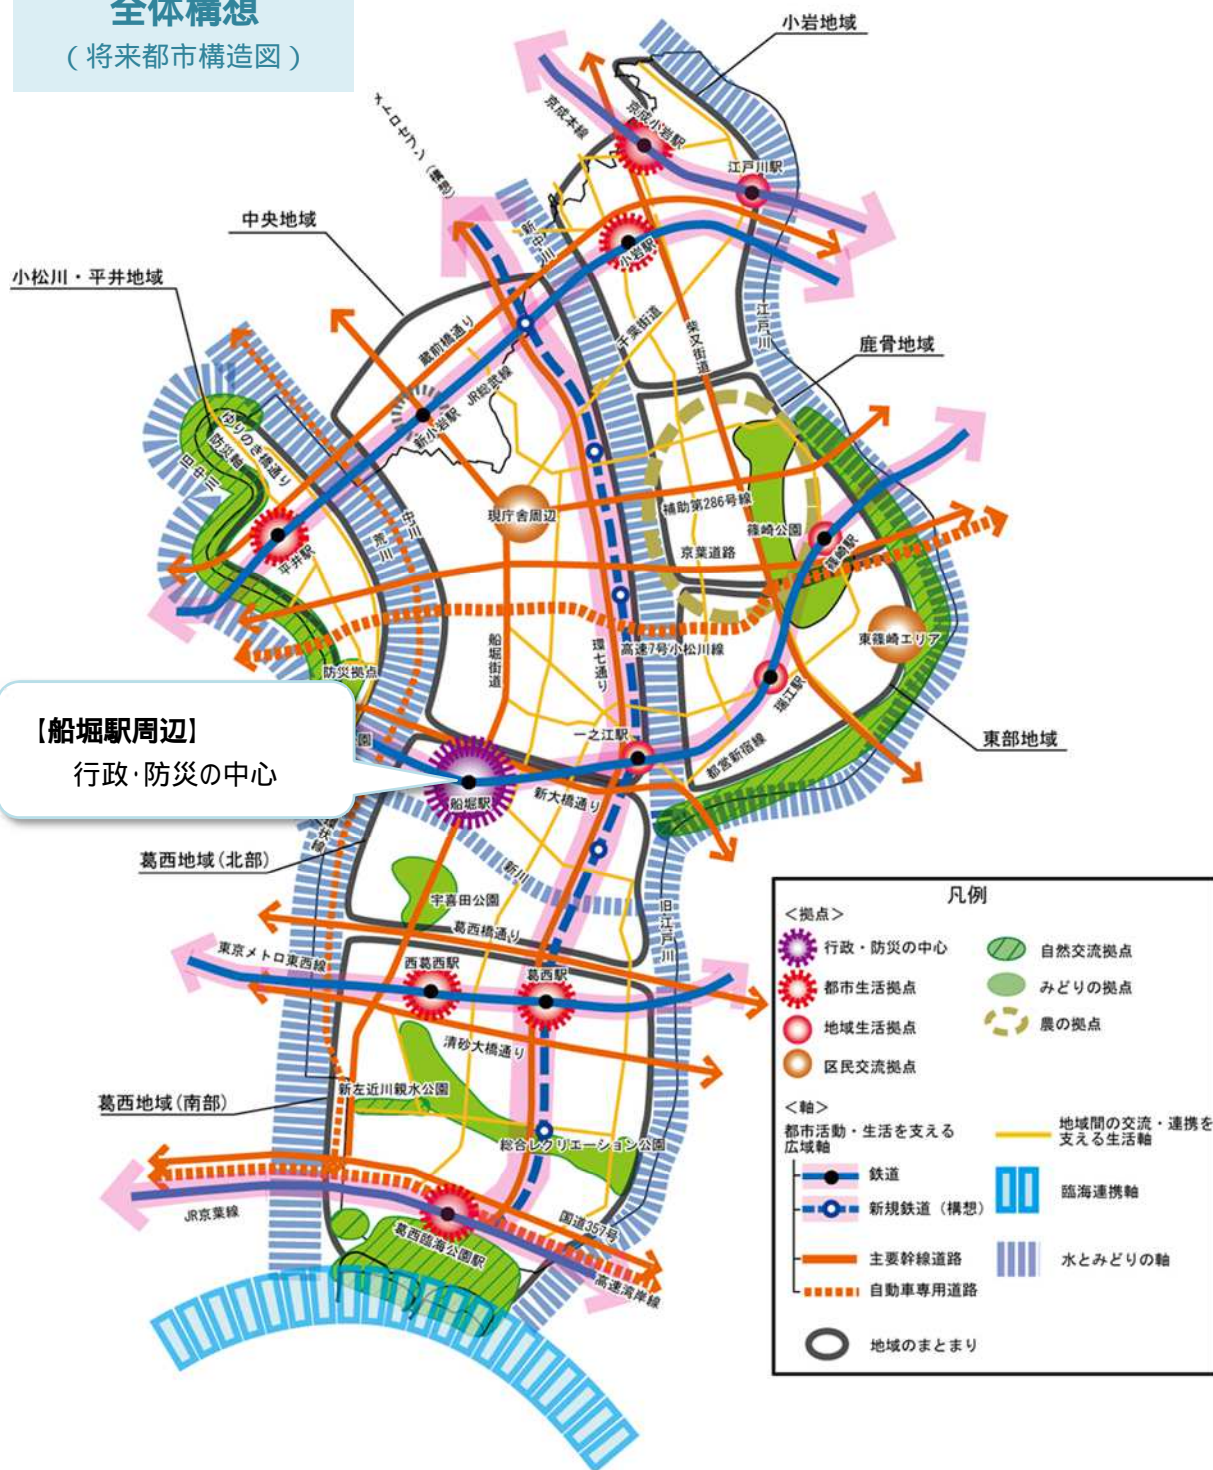 全体構想
(将来都市構造図)
小岩地域
京成本線
京成小岩駅
江戸川駅
メトロセブン(構想)
中央地域
新中川
小岩駅
小松川・平井地域
蔵前橋通り
JR総武線
千葉街道
柴又街道
江戸川
鹿骨地域
新小岩駅
ゆりのき橋通り
防災軸
旧中川
平井駅
荒川
中川
現庁舎周辺
補助第286号線
篠崎公園
篠崎駅
京葉道路
船堀街道
環七通り
高速7号小松川線
東篠崎エリア
瑞江駅
防災拠点
東部地域
【船堀駅周辺】
行政・防災の中心
園
一之江駅
都営新宿線
船堀駅
新大橋通り
環状線
葛西地域(北部)
新川
宇喜田公園
旧江戸川
葛西橋通り
東京メトロ東西線
西葛西駅
葛西駅
清砂大橋通り
新左近川親水公園
葛西地域(南部)
総合レクリエーション公園
JR京葉線
葛西臨海公園駅
国道357号
高速湾岸線
凡例
<拠点>
行政・防災の中心
都市生活拠点
地域生活拠点
区民交流拠点
自然交流拠点
みどりの拠点
農の拠点
<軸>
都市活動・生活を支える
広域軸
鉄道
新規鉄道(構想)
主要幹線道路
自動車専用道路
地域間の交流・連携を
支える生活軸
臨海連携軸
水とみどりの軸
地域のまとまり